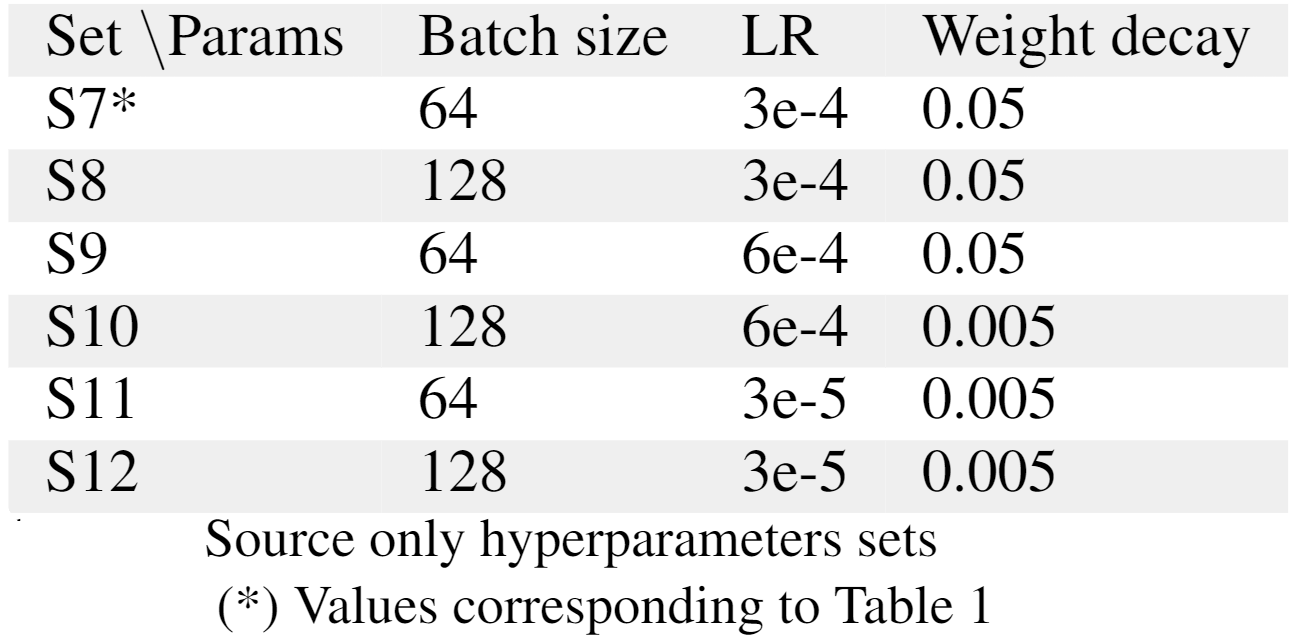 Set \Params Batch size LR Weight decay
S7* 64 3e-4 0.05
S8 128 3e-4 0.05
S9 64 6e-4 0.05
S10 128 6e-4 0.005
S11 64 3e-5 0.005
S12 128 3e-5 0.005
Source only hyperparameters sets
(*) Values corresponding to Table 1